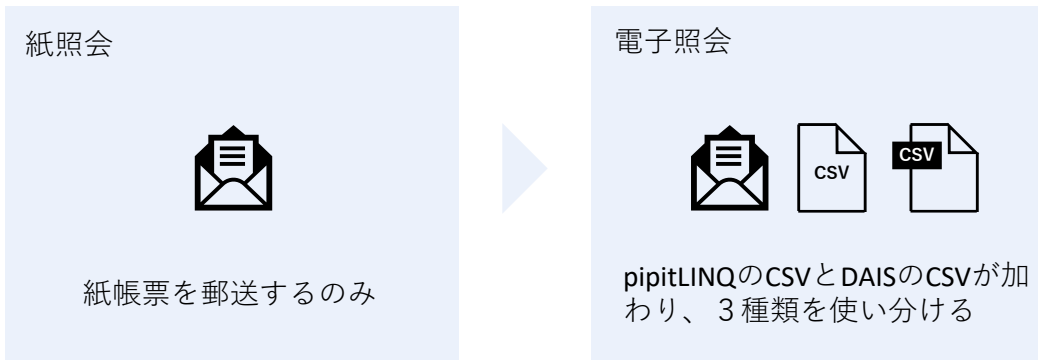 紙照会
紙帳票を郵送するのみ
電子照会
CSV
CSV
pipitLINQのCSVとDAISのCSVが加
わり、３種類を使い分ける